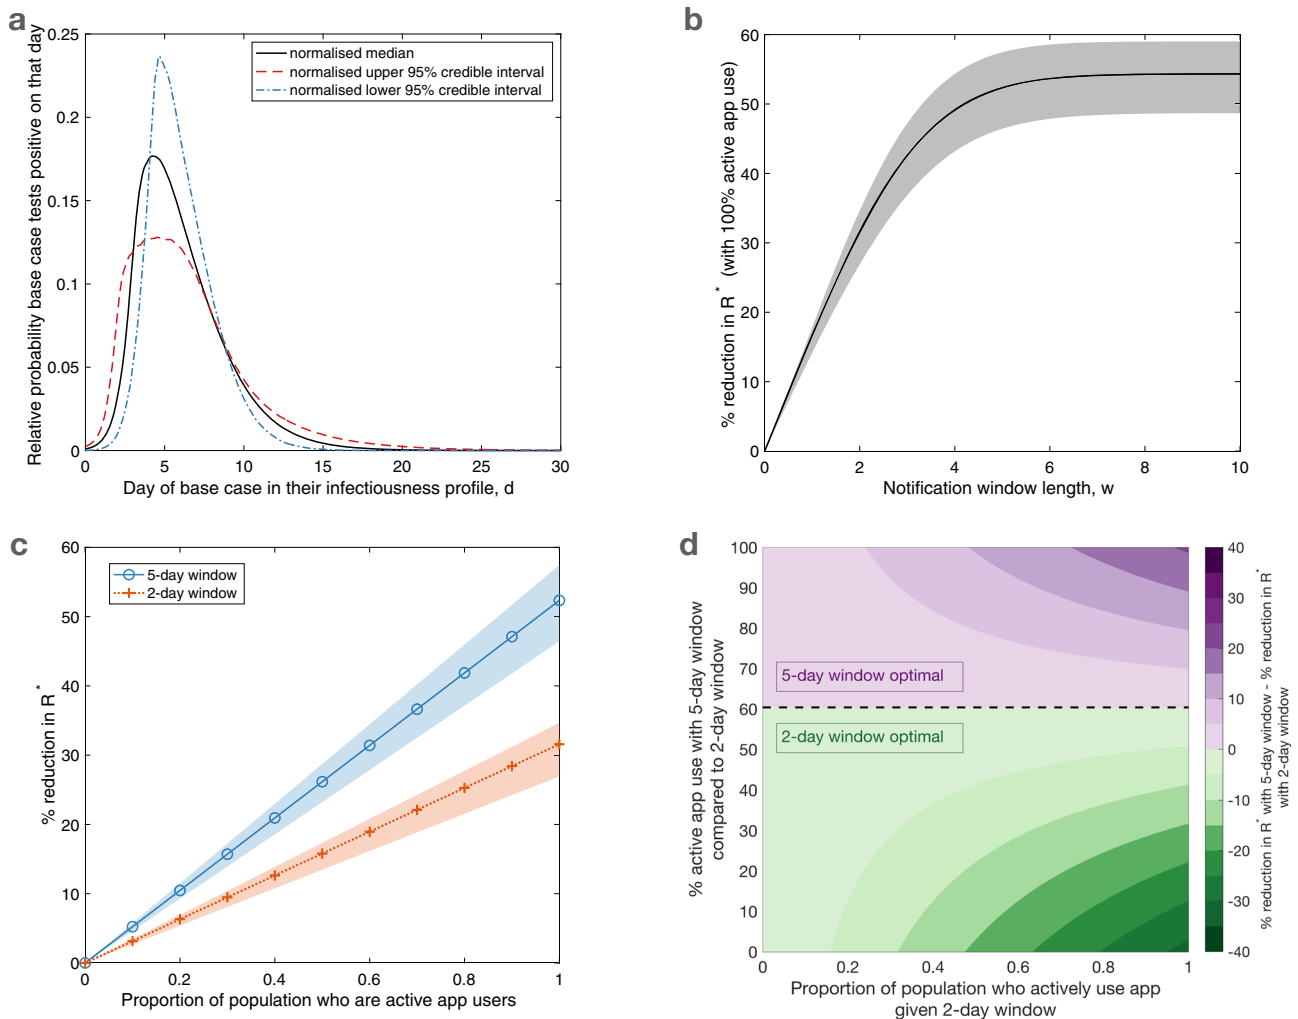 a
Relative probability base case tests positive on that day
0.25
0.2
0.15
0.1
0.05
0
normalised median
normalised upper 95% credible interval
normalised lower 95% credible interval
0 5 10 15 20 25 30
Day of base case in their infectiousness profile, d
b
% reduction in R* (with 100% active app use)
60
50
40
30
20
10
0
0 2 4 6 8 10
Notification window length, w
c
% reduction in R*
60
50
40
30
20
10
0
5-day window
2-day window
0 0.2 0.4 0.6 0.8 1
Proportion of population who are active app users
d
% active app use with 5-day window
compared to 2-day window
100
90
80
70
60
50
40
30
20
10
0
5-day window optimal
2-day window optimal
0 0.2 0.4 0.6 0.8 1
Proportion of population who actively use app
given 2-day window
40
30
20
10
0
-10
-20
-30
-40
% reduction in R* with 5-day window - % reduction in R*
with 2-day window